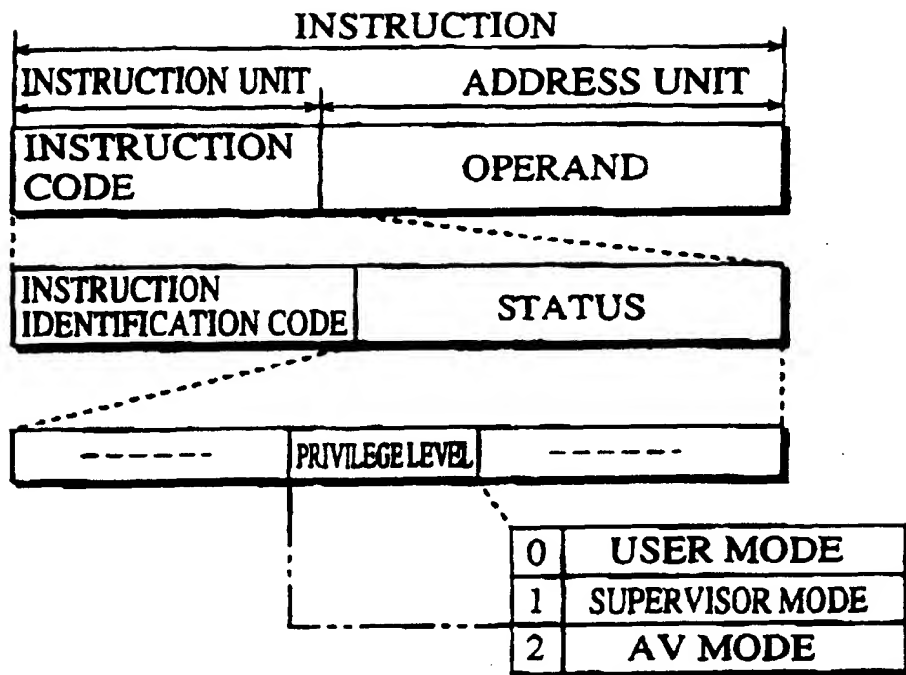 INSTRUCTION
INSTRUCTION UNIT ADDRESS UNIT
INSTRUCTION CODE OPERAND
INSTRUCTION IDENTIFICATION CODE STATUS
------ PRIVILEGE LEVEL ------
0 USER MODE
1 SUPERVISOR MODE
2 AV MODE